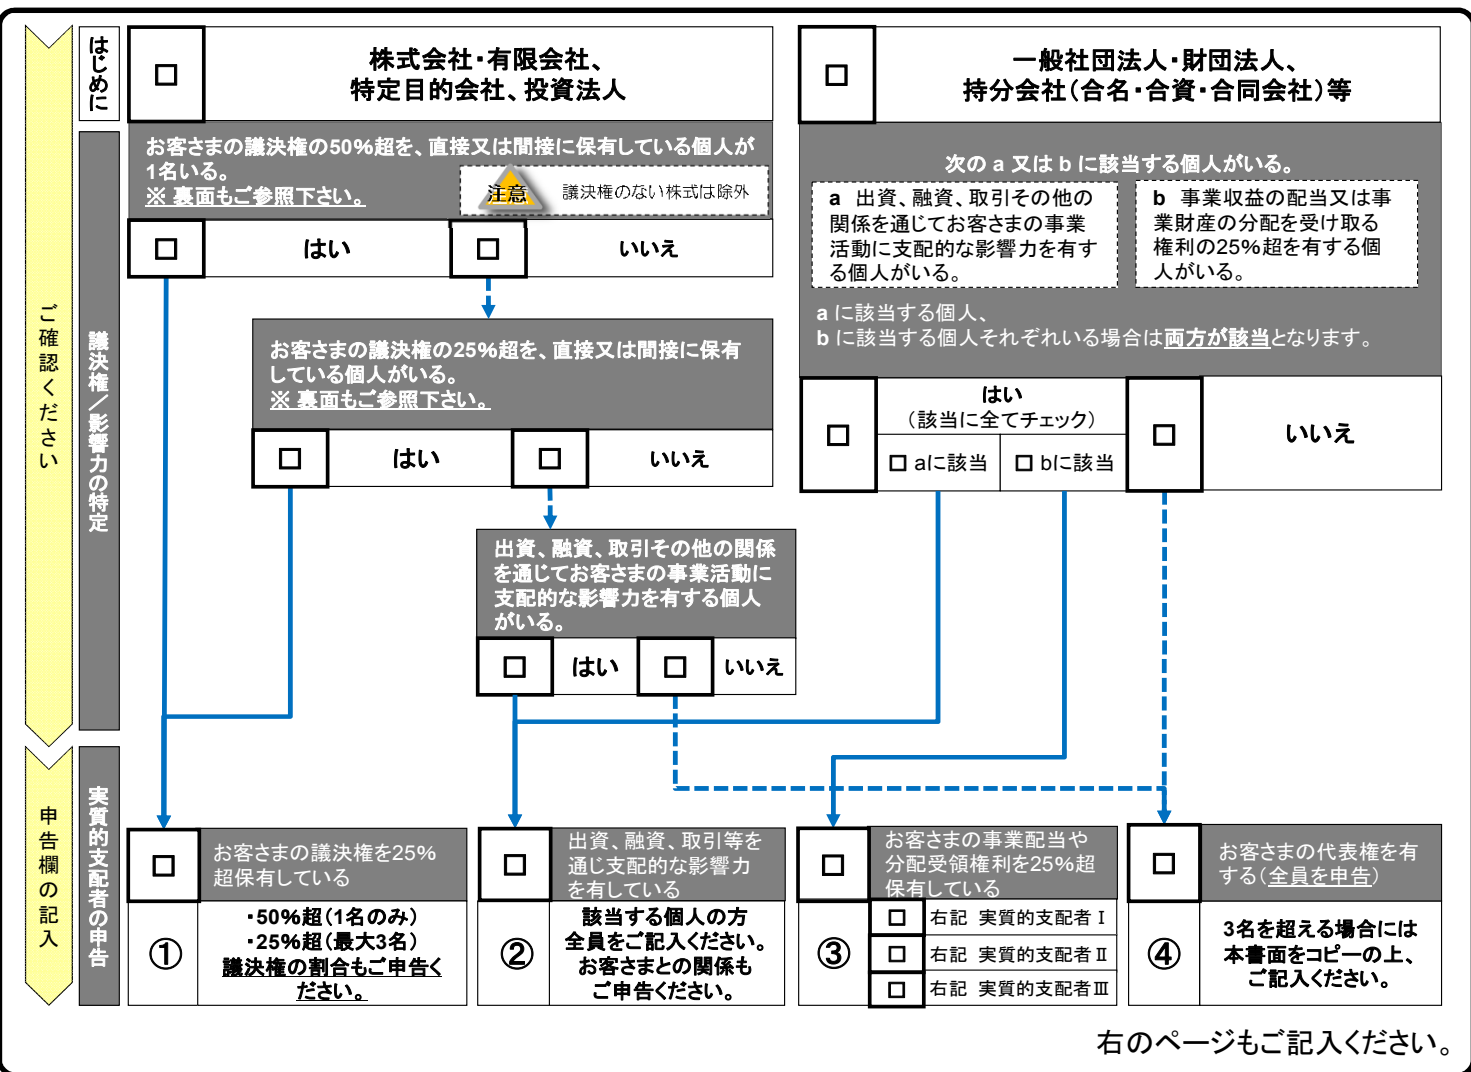 ご確認ください
申告欄の記入
はじめに
議決権／影響力の特定
実質的支配者の申告
株式会社・有限会社、
特定目的会社、投資法人
お客さまの議決権の50％超を、直接又は間接に保有している個人が
1名いる。
※ 裏面もご参照下さい。
注意
議決権のない株式は除外
はい
いいえ
お客さまの議決権の25％超を、直接又は間接に保有
している個人がいる。
※ 裏面もご参照下さい。
はい
いいえ
出資、融資、取引その他の関係
を通じてお客さまの事業活動に
支配的な影響力を有する個人
がいる。
はい
いいえ
一般社団法人・財団法人、
持分会社（合名・合資・合同会社）等
次の a 又は b に該当する個人がいる。
a 出資、融資、取引その他の
関係を通じてお客さまの事業
活動に支配的な影響力を有す
る個人がいる。
b 事業収益の配当又は事
業財産の分配を受け取る
権利の25％超を有する個
人がいる。
a に該当する個人、
b に該当する個人それぞれいる場合は両方が該当となります。
はい
（該当に全てチェック）
aに該当
bに該当
いいえ
お客さまの議決権を25％
超保有している
①
・50％超（1名のみ）
・25％超（最大3名）
議決権の割合もご申告く
ださい。
出資、融資、取引等を
通じ支配的な影響力
を有している
②
該当する個人の方
全員をご記入ください。
お客さまとの関係も
ご申告ください。
お客さまの事業配当や
分配受領権利を25％超
保有している
③
右記 実質的支配者Ⅰ
右記 実質的支配者Ⅱ
右記 実質的支配者Ⅲ
お客さまの代表権を有
する（全員を申告）
④
3名を超える場合には
本書面をコピーの上、
ご記入ください。
右のページもご記入ください。